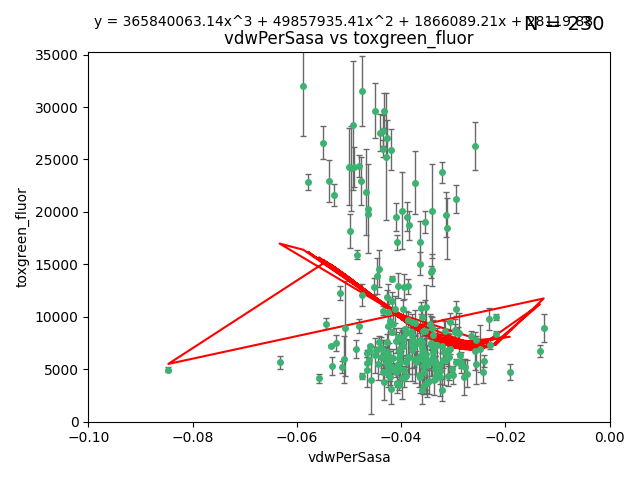 y = 365840063.14x^3 + 49857935.41x^2 + 1866089.21x + 28119.88
N = 230
vdwPerSasa vs toxgreen_fluor
35000
30000
25000
20000
15000
10000
5000
0
toxgreen_fluor
−0.10 −0.08 −0.06 −0.04 −0.02 0.00
vdwPerSasa